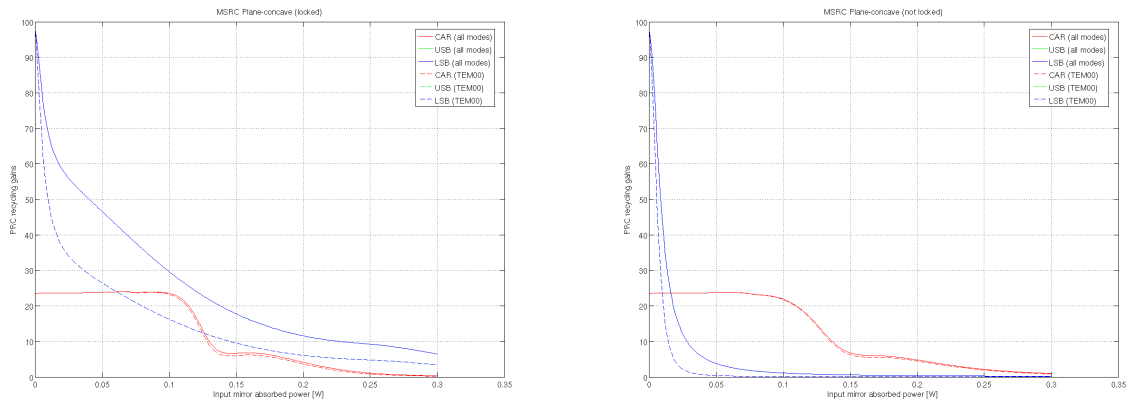 MSRC Plane-concave (locked)
100
90
80
70
60
50
40
30
20
10
0
PRC recycling gains
CAR (all modes)
USB (all modes)
LSB (all modes)
CAR (TEM00)
USB (TEM00)
LSB (TEM00)
0
0.05
0.1
0.15
0.2
0.25
0.3
0.35
Input mirror absorbed power [W]
MSRC Plane-concave (not locked)
100
90
80
70
60
50
40
30
20
10
0
PRC recycling gains
CAR (all modes)
USB (all modes)
LSB (all modes)
CAR (TEM00)
USB (TEM00)
LSB (TEM00)
0
0.05
0.1
0.15
0.2
0.25
0.3
0.35
Input mirror absorbed power [W]